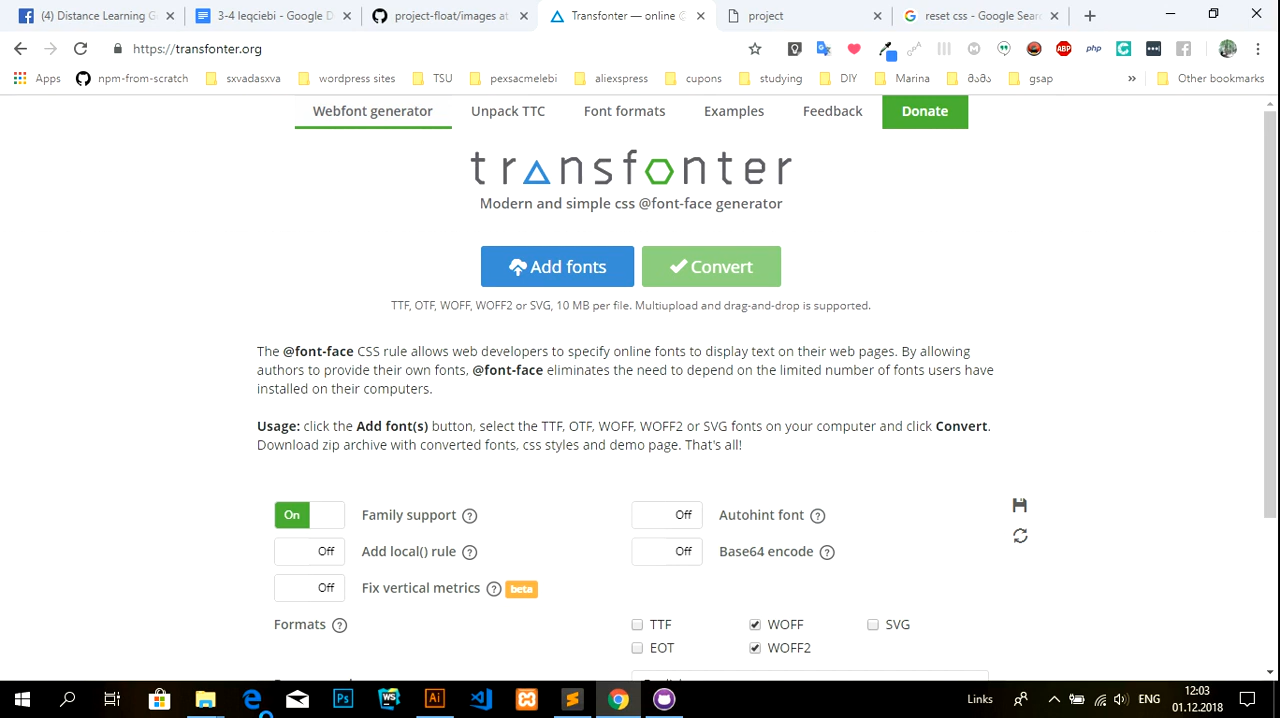 (4) Distance Learning G
3-4 leqciebi - Google D
project-float/images at
Transfonter — online @
project
reset css - Google Sear
https://transfonter.org
Apps
npm-from-scratch
sxvadasxva
wordpress sites
TSU
pexsacmelebi
aliexspress
cupons
studying
DIY
Marina
მამა
gsap
»
Other bookmarks
Webfont generator
Unpack TTC
Font formats
Examples
Feedback
Donate
transfonter
Modern and simple css @font-face generator
Add fonts
Convert
TTF, OTF, WOFF, WOFF2 or SVG, 10 MB per file. Multiupload and drag-and-drop is supported.
The @font-face CSS rule allows web developers to specify online fonts to display text on their web pages. By allowing
authors to provide their own fonts, @font-face eliminates the need to depend on the limited number of fonts users have
installed on their computers.
Usage: click the Add font(s) button, select the TTF, OTF, WOFF, WOFF2 or SVG fonts on your computer and click Convert.
Download zip archive with converted fonts, css styles and demo page. That's all!
On Family support ?
Off Autohint font ?
Off Add local() rule ?
Off Base64 encode ?
Off Fix vertical metrics ? beta
Formats ?
TTF
WOFF
SVG
EOT
WOFF2
Links
ENG
12:03
01.12.2018